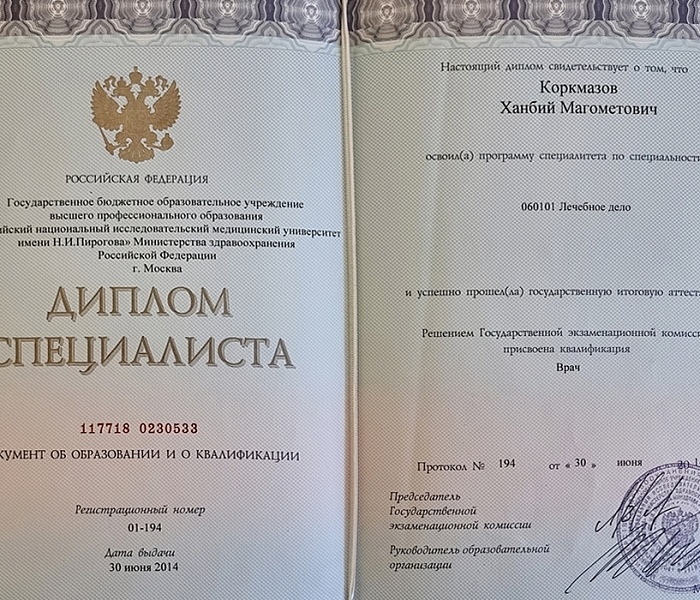 РОССИЙСКАЯ ФЕДЕРАЦИЯ
Государственное бюджетное образовательное учреждение
высшего профессионального образования
йский национальный исследовательский медицинский университет
имени Н.И.Пирогова» Министерства здравоохранения
Российской Федерации
г. Москва
ДИПЛОМ
СПЕЦИАЛИСТА
117718 0230533
КУМЕНТ ОБ ОБРАЗОВАНИИ И О КВАЛИФИКАЦИИ
Регистрационный номер
01-194
Дата выдачи
30 июня 2014
Настоящий диплом свидетельствует о том, что
Коркмазов
Ханбий Магометович
освоил(а) программу специалитета по специальност
060101 Лечебное дело
и успешно прошел(ла) государственную итоговую аттест
Решением Государственной экзаменационной комисс
присвоена квалификация
Врач
Протокол № 194 от « 30 » июня
Председатель
Государственной
экзаменационной комиссии
Руководитель образовательной
организации